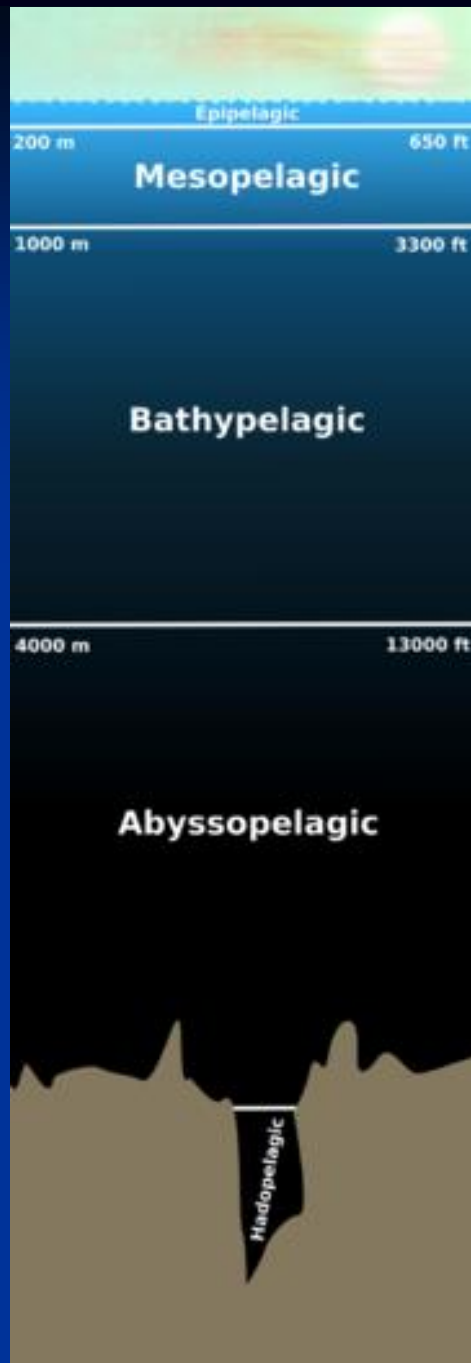 Epipelagic
200 m 650 ft
Mesopelagic
1000 m 3300 ft
Bathypelagic
4000 m 13000 ft
Abyssopelagic
Hadopelagic